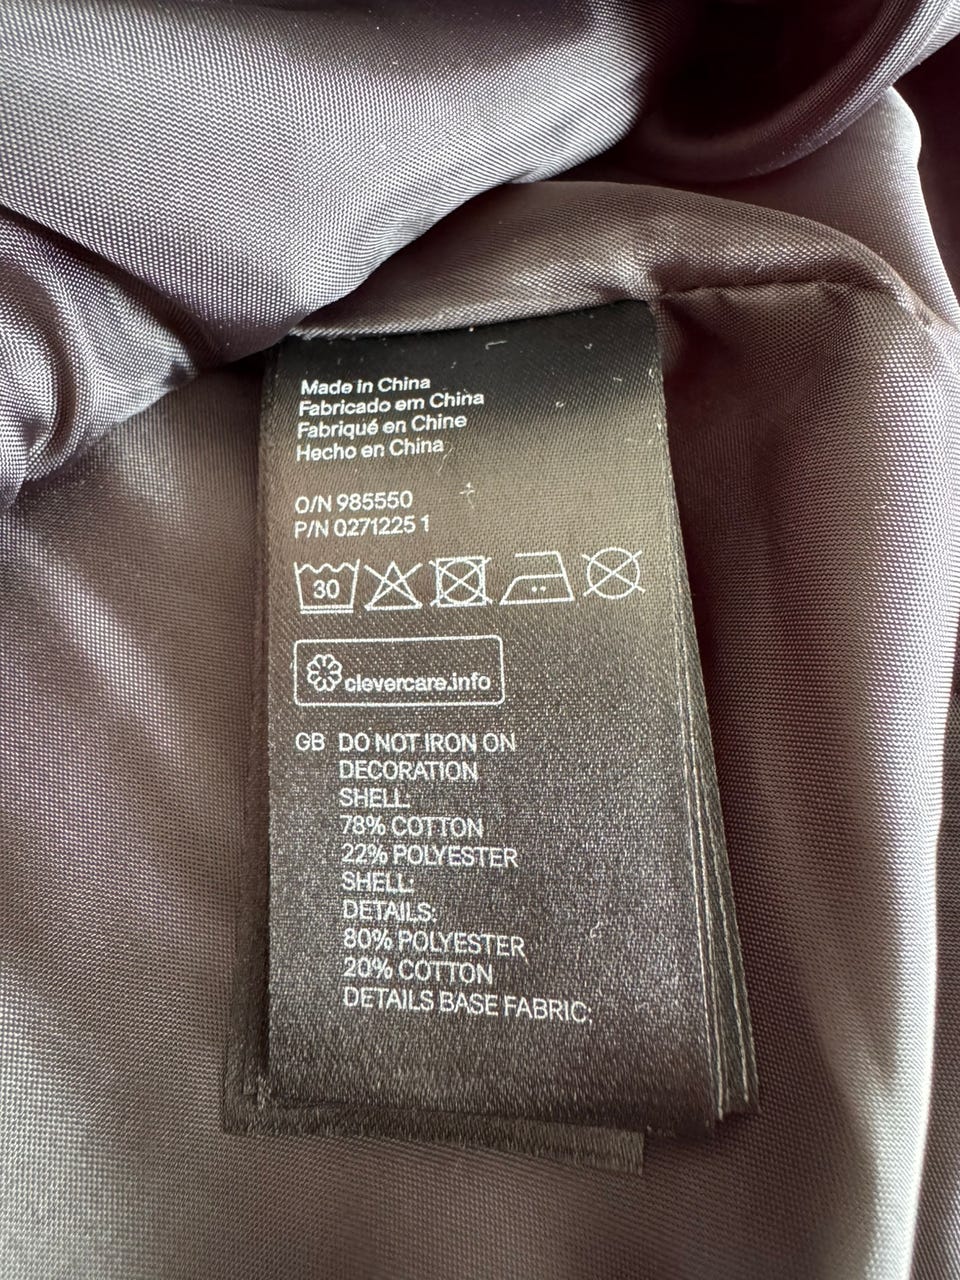 Made in China
Fabricado em China
Fabriqué en Chine
Hecho en China
O/N 985550
P/N 0271225 1
30
clevercare.info
GB DO NOT IRON ON
DECORATION
SHELL:
78% COTTON
22% POLYESTER
SHELL:
DETAILS:
80% POLYESTER
20% COTTON
DETAILS BASE FABRIC: